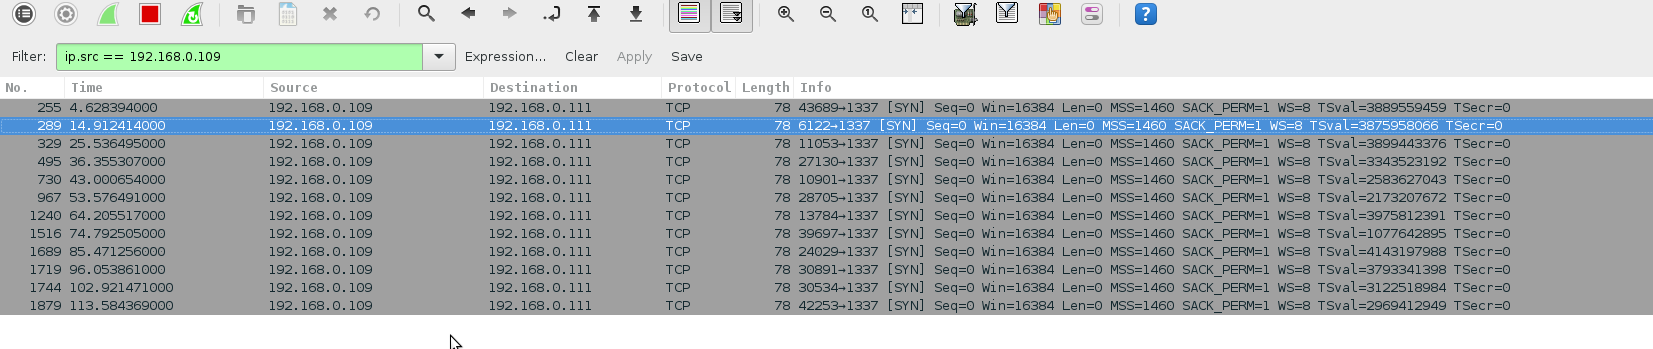 Filter: ip.src == 192.168.0.109 Expression... Clear Apply Save
No. Time Source Destination Protocol Length Info
255 4.628394000 192.168.0.109 192.168.0.111 TCP 78 43689→1337 [SYN] Seq=0 Win=16384 Len=0 MSS=1460 SACK_PERM=1 WS=8 TSval=3889559459 TSecr=0
289 14.912414000 192.168.0.109 192.168.0.111 TCP 78 6122→1337 [SYN] Seq=0 Win=16384 Len=0 MSS=1460 SACK_PERM=1 WS=8 TSval=3875958066 TSecr=0
329 25.536495000 192.168.0.109 192.168.0.111 TCP 78 11053→1337 [SYN] Seq=0 Win=16384 Len=0 MSS=1460 SACK_PERM=1 WS=8 TSval=3899443376 TSecr=0
495 36.355307000 192.168.0.109 192.168.0.111 TCP 78 27130→1337 [SYN] Seq=0 Win=16384 Len=0 MSS=1460 SACK_PERM=1 WS=8 TSval=3343523192 TSecr=0
730 43.000654000 192.168.0.109 192.168.0.111 TCP 78 10901→1337 [SYN] Seq=0 Win=16384 Len=0 MSS=1460 SACK_PERM=1 WS=8 TSval=2583627043 TSecr=0
967 53.576491000 192.168.0.109 192.168.0.111 TCP 78 28705→1337 [SYN] Seq=0 Win=16384 Len=0 MSS=1460 SACK_PERM=1 WS=8 TSval=2173207672 TSecr=0
1240 64.205517000 192.168.0.109 192.168.0.111 TCP 78 13784→1337 [SYN] Seq=0 Win=16384 Len=0 MSS=1460 SACK_PERM=1 WS=8 TSval=3975812391 TSecr=0
1516 74.792505000 192.168.0.109 192.168.0.111 TCP 78 39697→1337 [SYN] Seq=0 Win=16384 Len=0 MSS=1460 SACK_PERM=1 WS=8 TSval=1077642895 TSecr=0
1689 85.471256000 192.168.0.109 192.168.0.111 TCP 78 24029→1337 [SYN] Seq=0 Win=16384 Len=0 MSS=1460 SACK_PERM=1 WS=8 TSval=4143197988 TSecr=0
1719 96.053861000 192.168.0.109 192.168.0.111 TCP 78 30891→1337 [SYN] Seq=0 Win=16384 Len=0 MSS=1460 SACK_PERM=1 WS=8 TSval=3793341398 TSecr=0
1744 102.921471000 192.168.0.109 192.168.0.111 TCP 78 30534→1337 [SYN] Seq=0 Win=16384 Len=0 MSS=1460 SACK_PERM=1 WS=8 TSval=3122518984 TSecr=0
1879 113.584369000 192.168.0.109 192.168.0.111 TCP 78 42253→1337 [SYN] Seq=0 Win=16384 Len=0 MSS=1460 SACK_PERM=1 WS=8 TSval=2969412949 TSecr=0